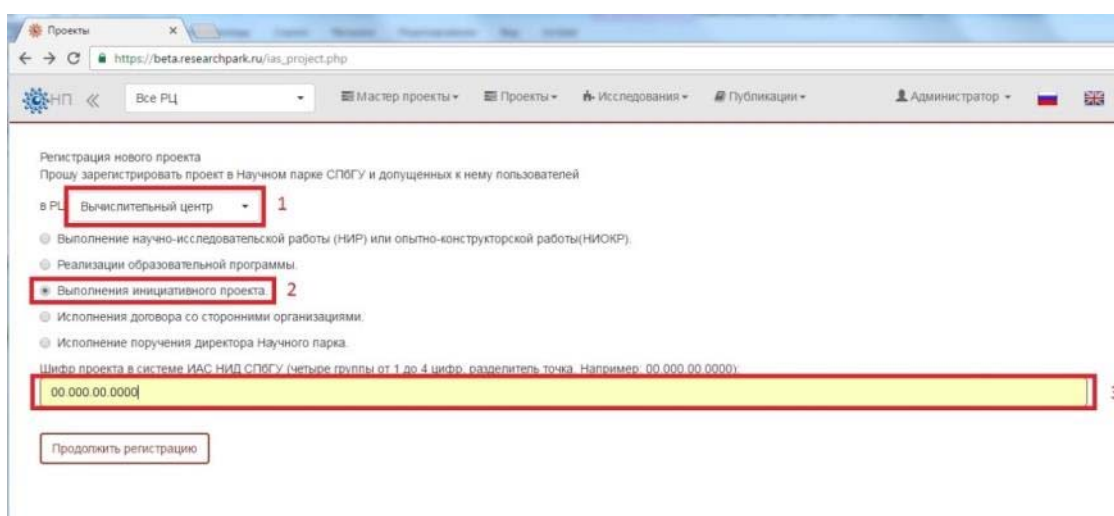 Проекты
https://beta.researchpark.ru/ias_project.php
НП Все РЦ Мастер проекты Проекты Исследования Публикации Администратор
Регистрация нового проекта
Прошу зарегистрировать проект в Научном парке СПбГУ и допущенных к нему пользователей
в РЦ Вычислительный центр 1
Выполнение научно-исследовательской работы (НИР) или опытно-конструкторской работы(НИОКР).
Реализации образовательной программы.
Выполнения инициативного проекта. 2
Исполнения договора со сторонними организациями.
Исполнение поручения директора Научного парка.
Шифр проекта в системе ИАС НИД СПбГУ (четыре группы от 1 до 4 цифр, разделитель точка. Например: 00.000.00.0000):
00.000.00.0000 3
Продолжить регистрацию